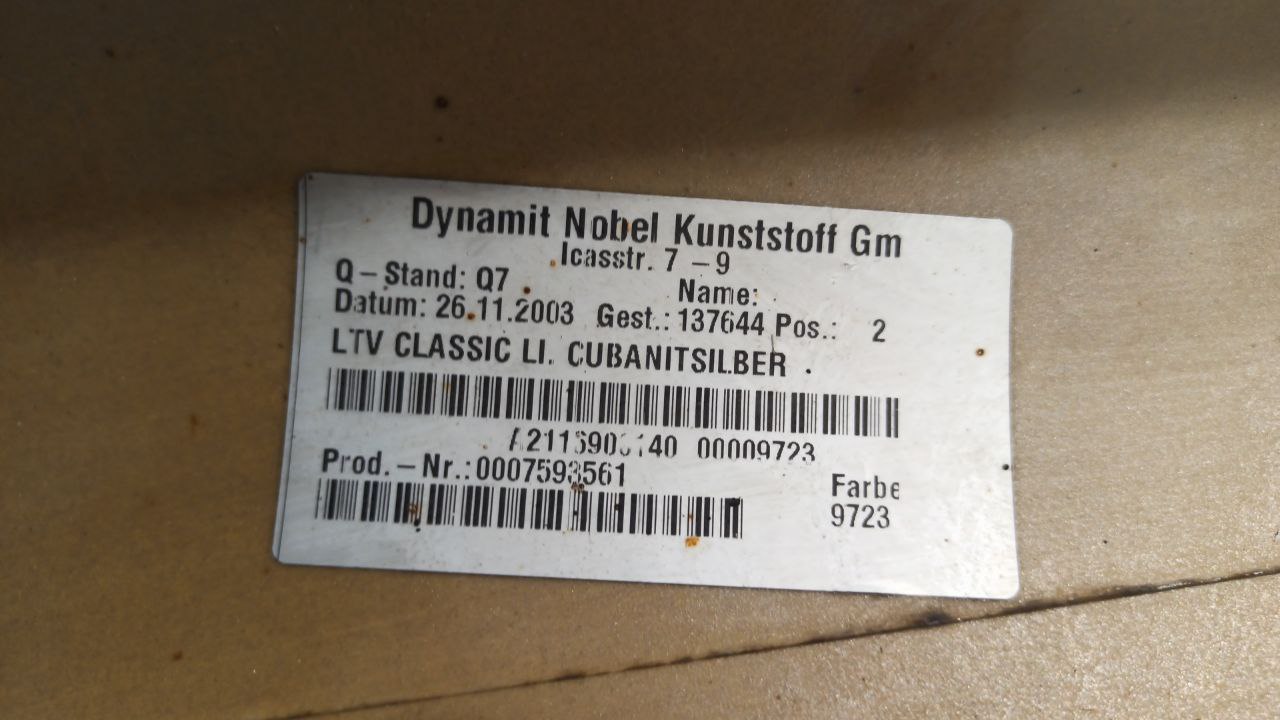 Dynamit Nobel Kunststoff Gm
Icasstr. 7 – 9
Q – Stand: Q7 Name:
Datum: 26.11.2003 Gest.: 137644 Pos.: 2
LTV CLASSIC LI. CUBANITSILBER .
00009723
Prod. – Nr.: 0007593561
Farbe
9723